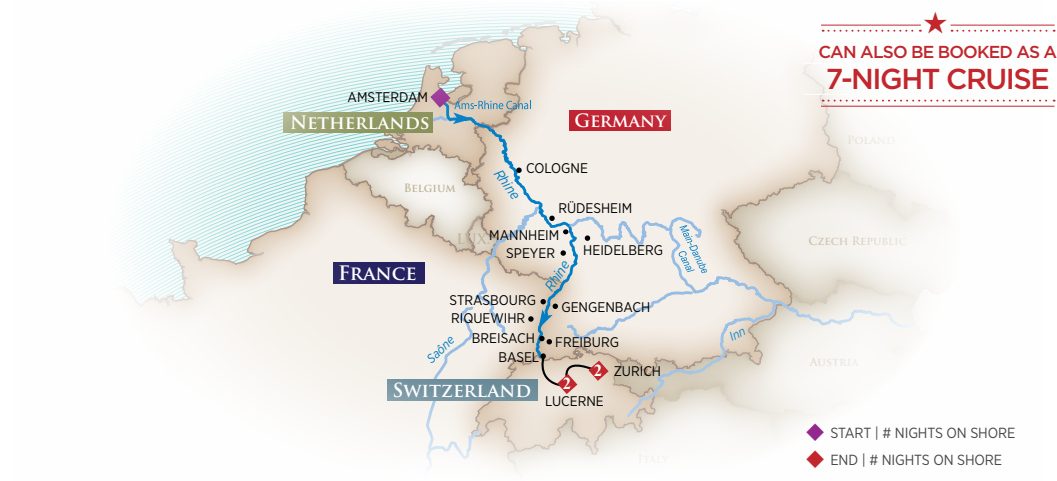 CAN ALSO BE BOOKED AS A
7-NIGHT CRUISE
AMSTERDAM
Ams-Rhine Canal
NETHERLANDS
GERMANY
POLAND
COLOGNE
BELGIUM
Rhine
RÜDESHEIM
MANNHEIM
LUX
HEIDELBERG
SPEYER
Main-Danube
Canal
CZECH REPUBLIC
FRANCE
Rhine
STRASBOURG
GENGENBACH
RIQUEWIHR
BREISACH
FREIBURG
Saône
Inn
BASEL
AUSTRIA
2
2
ZURICH
SWITZERLAND
LUCERNE
START | # NIGHTS ON SHORE
END | # NIGHTS ON SHORE
ITALY